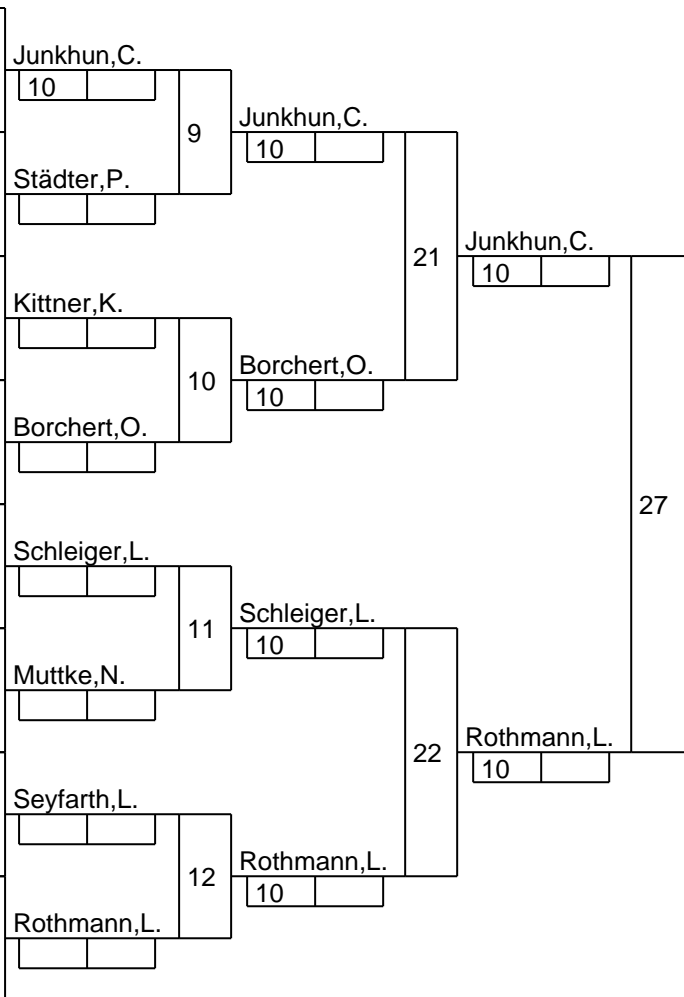 Junkhun,C.
10
9
Junkhun,C.
10
Städter,P.
21
Junkhun,C.
10
Kittner,K.
10
Borchert,O.
10
Borchert,O.
27
Schleiger,L.
11
Schleiger,L.
10
Muttke,N.
22
Rothmann,L.
10
Seyfarth,L.
12
Rothmann,L.
10
Rothmann,L.